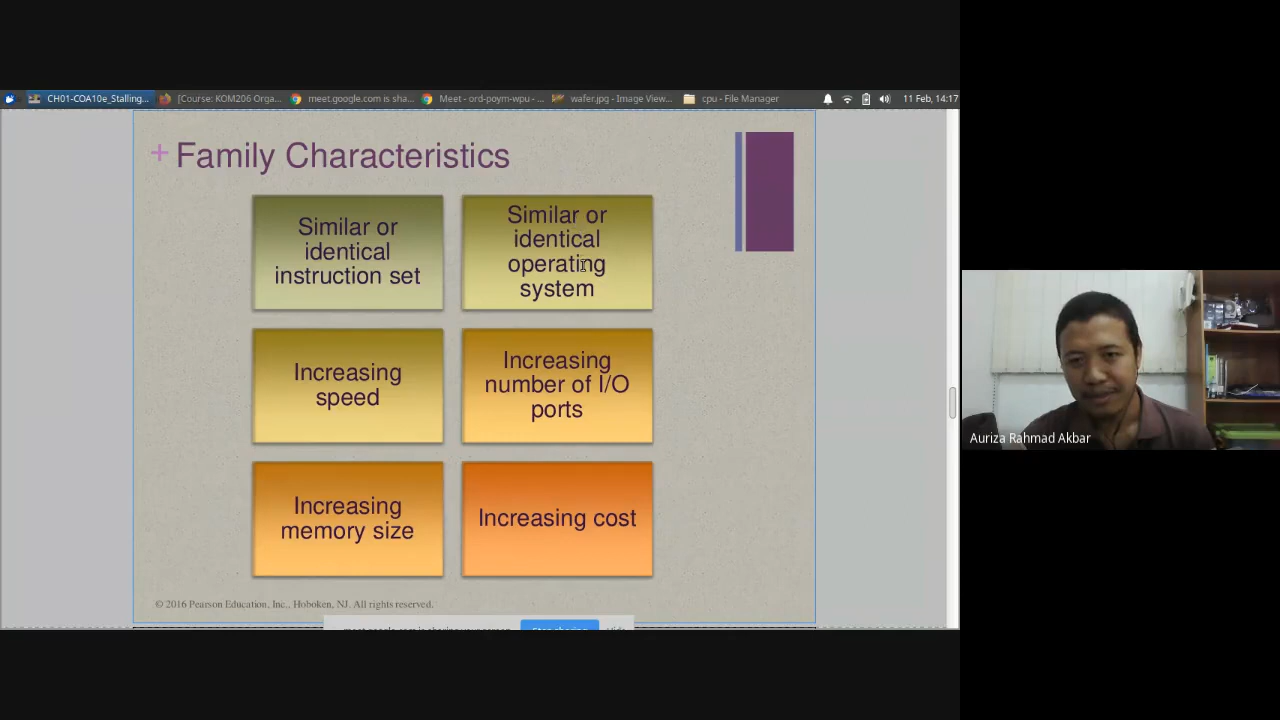 CH01-COA10e_Stalling...
[Course: KOM206 Orga...
meet.google.com is sha...
Meet - ord-poym-wpu - ...
wafer.jpg - Image View...
cpu - File Manager
11 Feb, 14:17
+ Family Characteristics
Similar or
identical
instruction set
Similar or
identical
operating
system
Increasing
speed
Increasing
number of I/O
ports
Increasing
memory size
Increasing cost
© 2016 Pearson Education, Inc., Hoboken, NJ. All rights reserved.
Auriza Rahmad Akbar